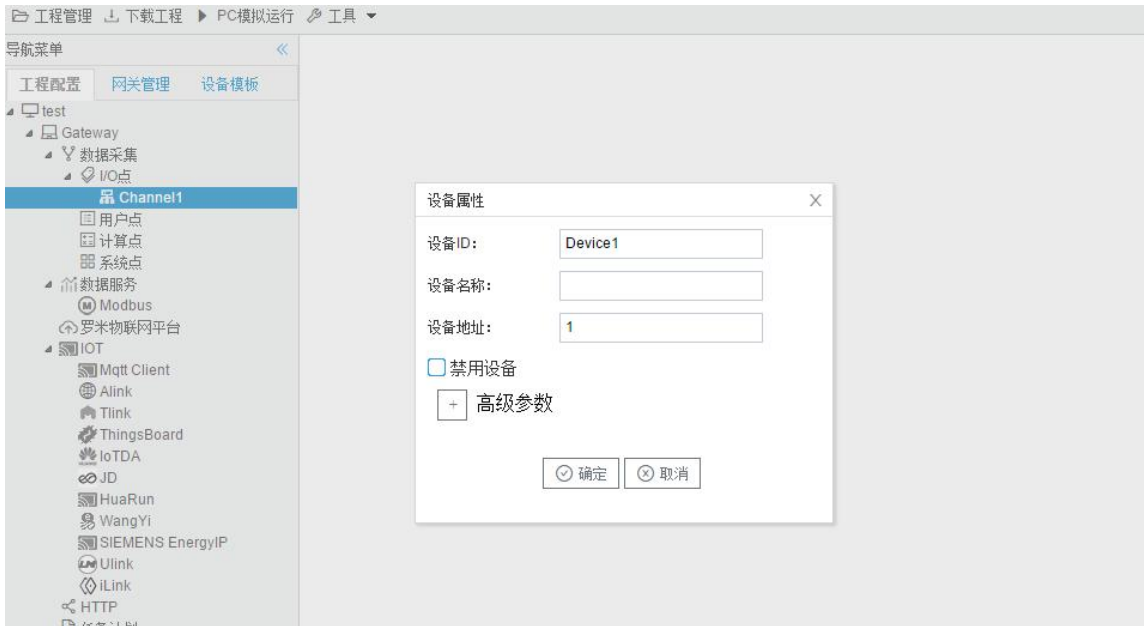 工程管理 下载工程 PC模拟运行 工具
导航菜单
工程配置 网关管理 设备模板
test
Gateway
数据采集
I/O点
Channel1
用户点
计算点
系统点
数据服务
Modbus
罗米物联网平台
IOT
Mqtt Client
Alink
Tlink
ThingsBoard
IoTDA
JD
HuaRun
WangYi
SIEMENS EnergyIP
Ulink
iLink
HTTP
设备属性
设备ID: Device1
设备名称:
设备地址: 1
禁用设备
高级参数
确定 取消